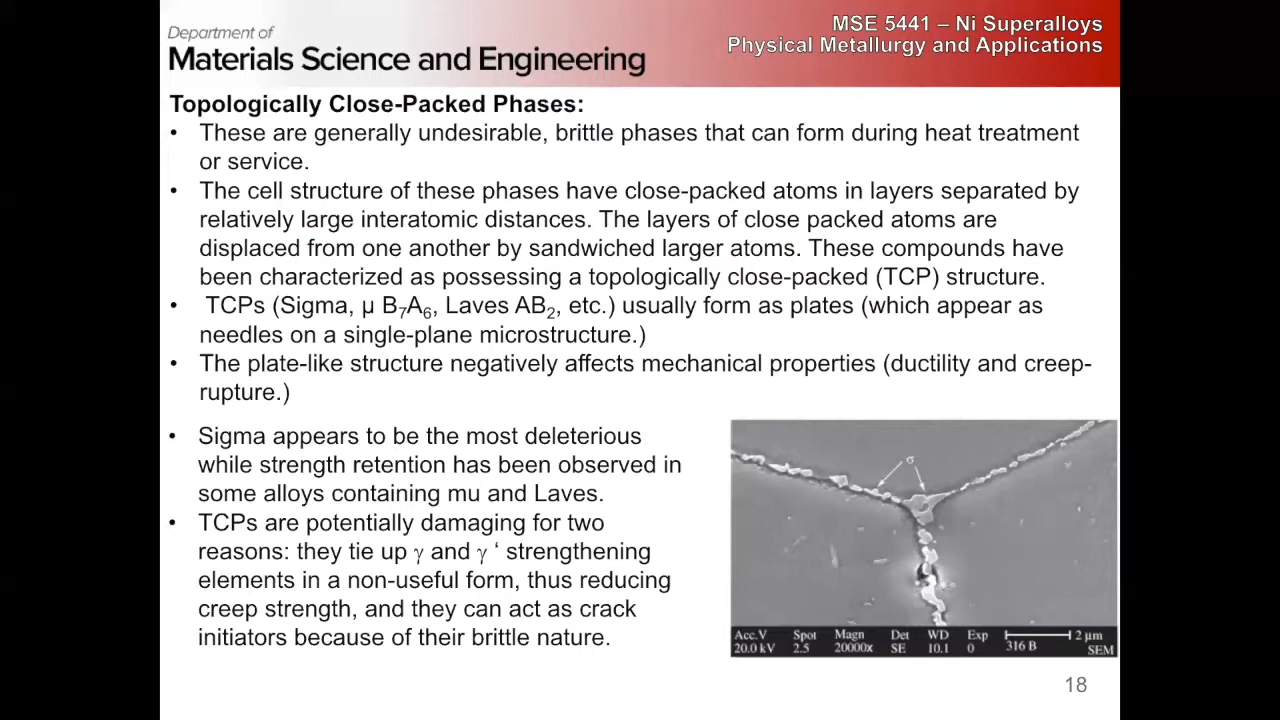 Department of
Materials Science and Engineering
MSE 5441 – Ni Superalloys
Physical Metallurgy and Applications
Topologically Close-Packed Phases:
• These are generally undesirable, brittle phases that can form during heat treatment
or service.
• The cell structure of these phases have close-packed atoms in layers separated by
relatively large interatomic distances. The layers of close packed atoms are
displaced from one another by sandwiched larger atoms. These compounds have
been characterized as possessing a topologically close-packed (TCP) structure.
• TCPs (Sigma, μ B₇A₆, Laves AB₂, etc.) usually form as plates (which appear as
needles on a single-plane microstructure.)
• The plate-like structure negatively affects mechanical properties (ductility and creep-
rupture.)
• Sigma appears to be the most deleterious
while strength retention has been observed in
some alloys containing mu and Laves.
• TCPs are potentially damaging for two
reasons: they tie up γ and γ ‘ strengthening
elements in a non-useful form, thus reducing
creep strength, and they can act as crack
initiators because of their brittle nature.
σ
Acc.V Spot Magn Det WD Exp 2 μm
20.0 kV 2.5 20000x SE 10.1 0 316 B SEM
18